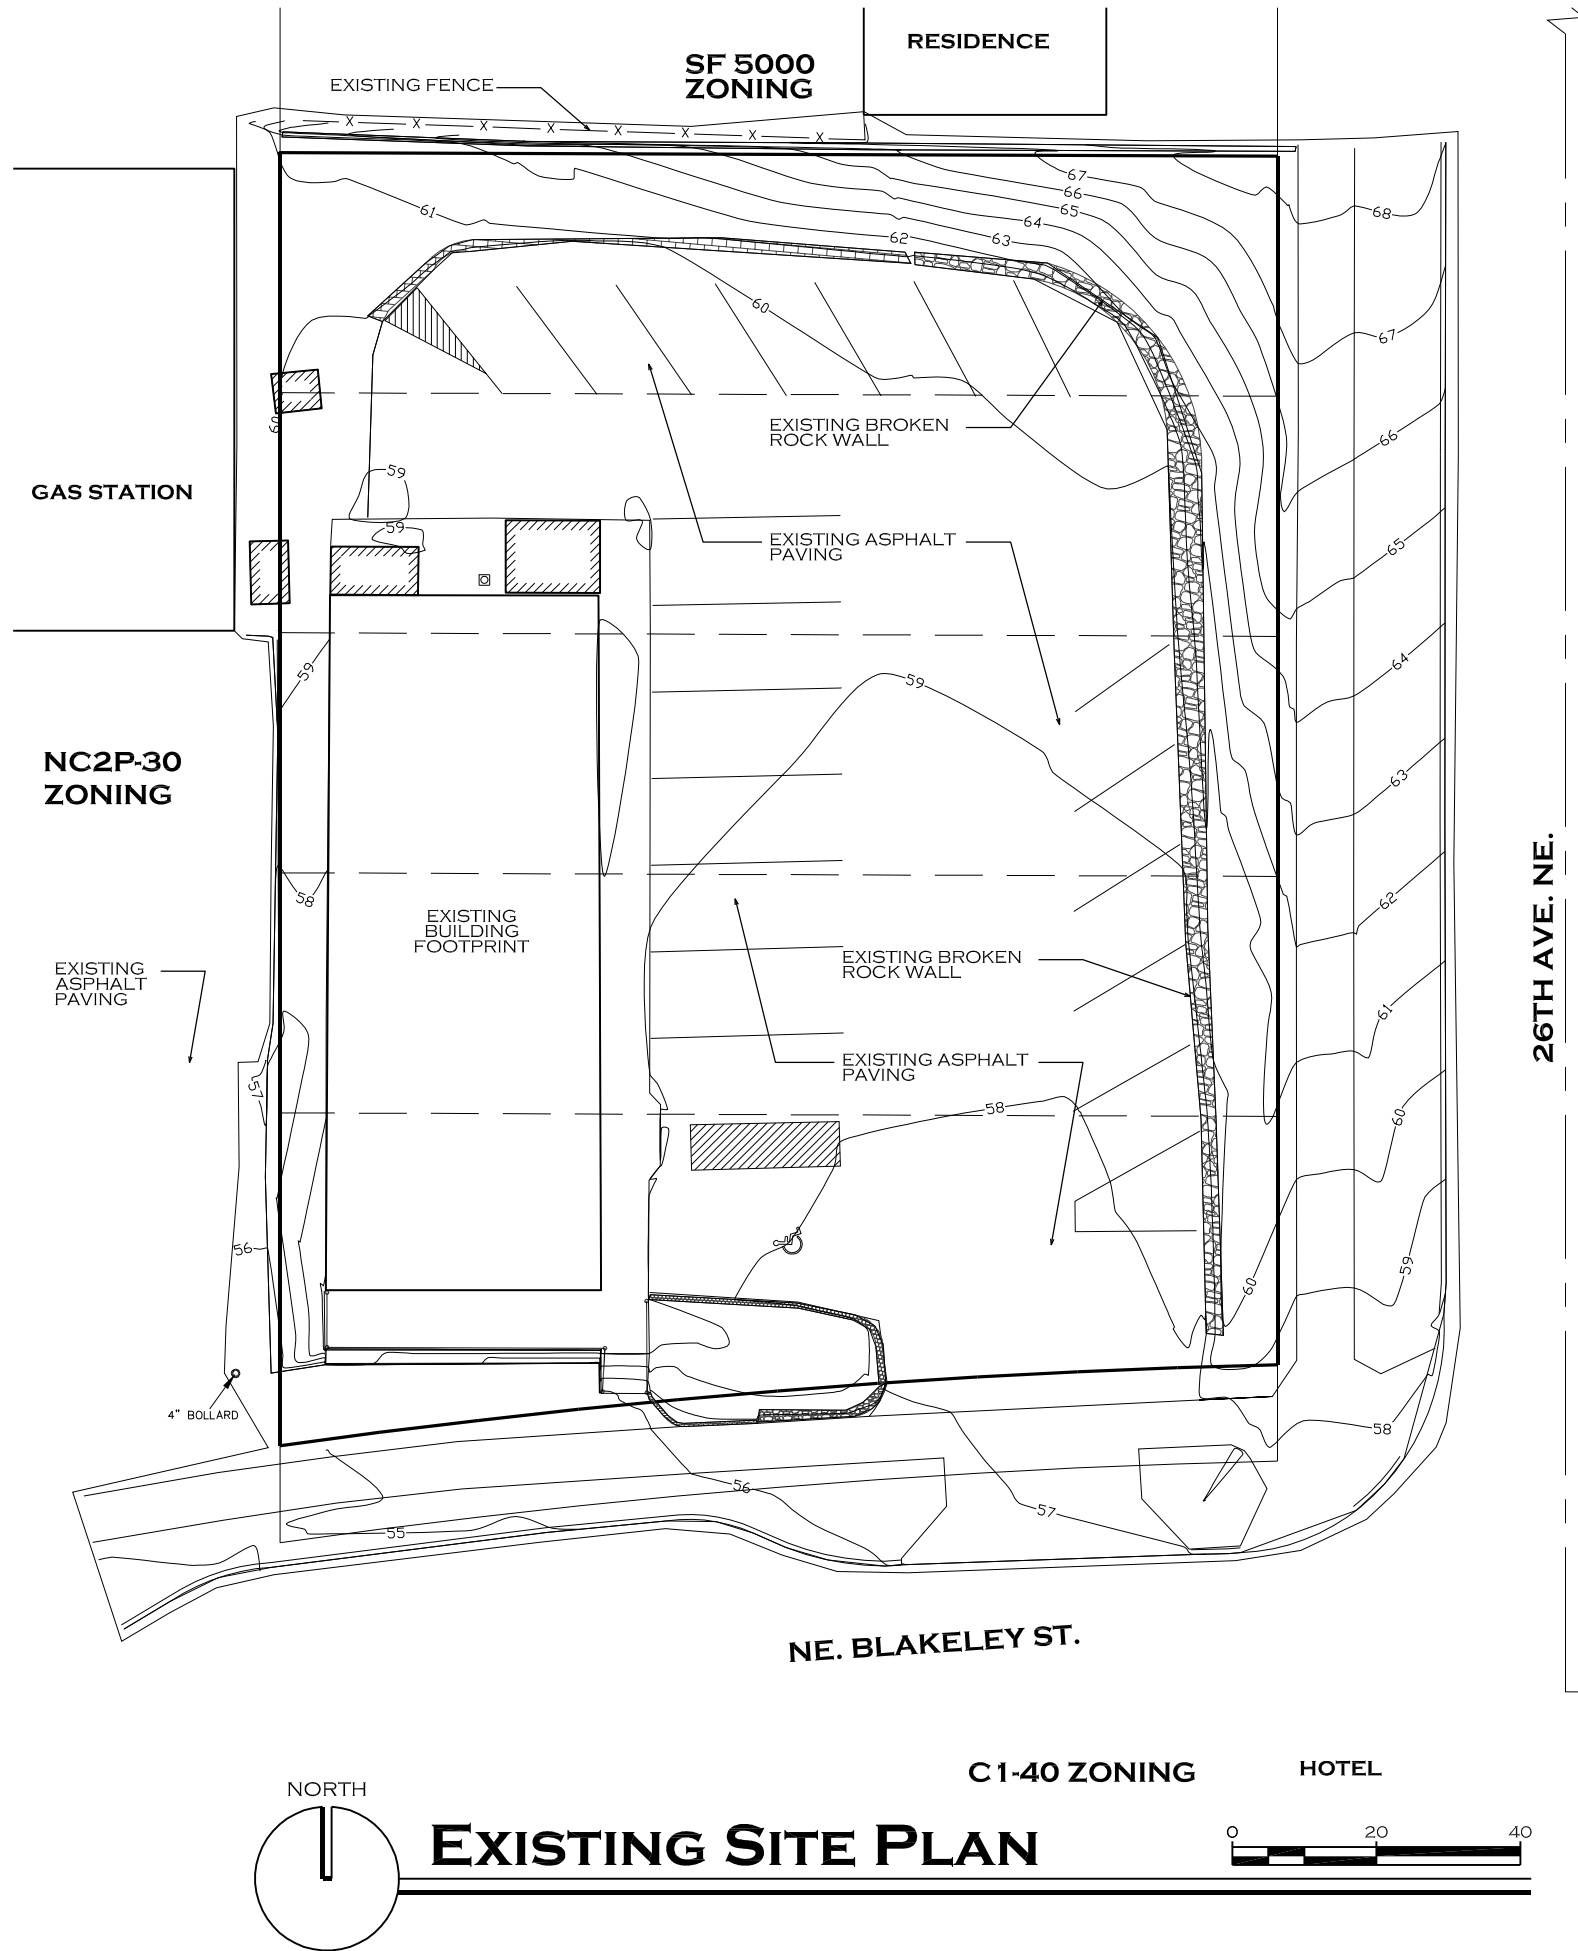 RESIDENCE
SF 5000
ZONING
EXISTING FENCE
X X X X X X X X
67
66
65
64
63
62
61
68
60
67
60
EXISTING BROKEN
ROCK WALL
66
59
GAS STATION
59
EXISTING ASPHALT
PAVING
65
59
64
59
NC2P-30
ZONING
63
58
62
EXISTING
BUILDING
FOOTPRINT
26TH AVE. NE.
EXISTING
ASPHALT
PAVING
EXISTING BROKEN
ROCK WALL
61
EXISTING ASPHALT
PAVING
57
58
60
56
59
60
4" BOLLARD
58
56
57
55
NE. BLAKELEY ST.
C1-40 ZONING
HOTEL
NORTH
EXISTING SITE PLAN
0 20 40